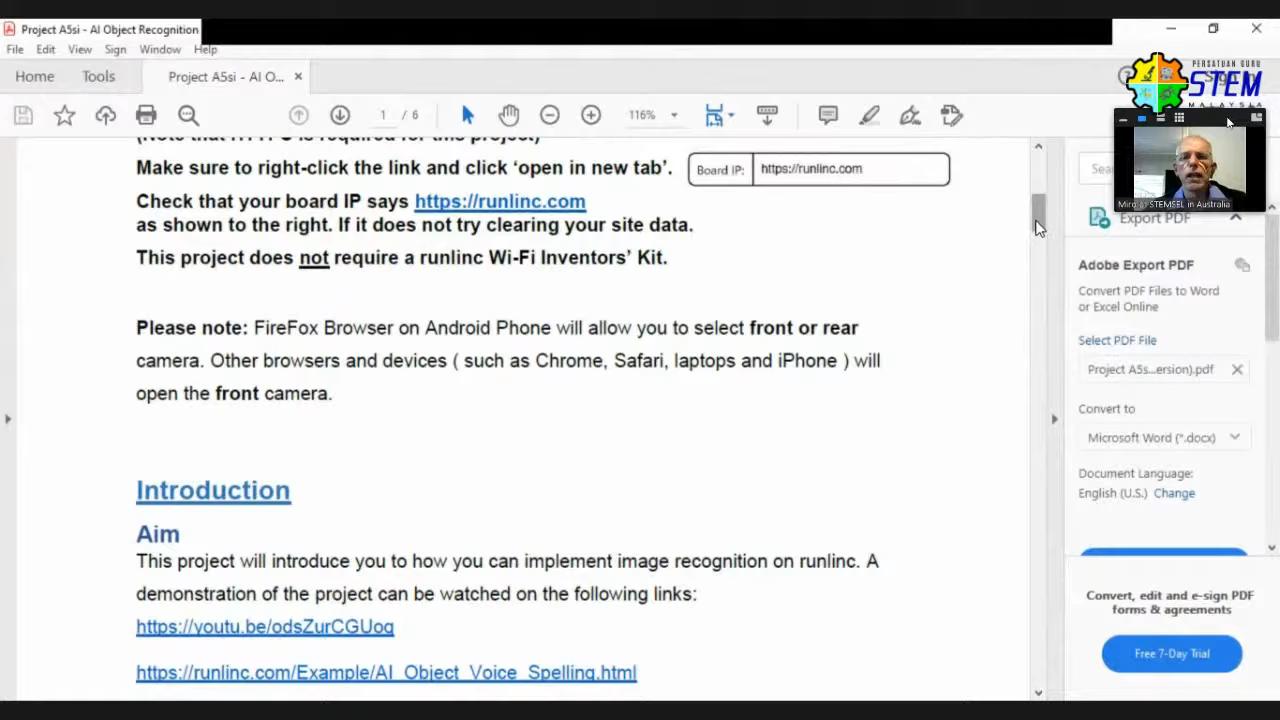 Project A5si - AI Object Recognition
File Edit View Sign Window Help
PERSATUAN GURU
STEM
MALAYSIA
Home Tools Project A5si - AI O... ×
1 / 6 116%
Make sure to right-click the link and click ‘open in new tab’.
Board IP: https://runlinc.com
Check that your board IP says https://runlinc.com
as shown to the right. If it does not try clearing your site data.
This project does not require a runlinc Wi-Fi Inventors’ Kit.
Please note: FireFox Browser on Android Phone will allow you to select front or rear
camera. Other browsers and devices ( such as Chrome, Safari, laptops and iPhone ) will
open the front camera.
Introduction
Aim
This project will introduce you to how you can implement image recognition on runlinc. A
demonstration of the project can be watched on the following links:
https://youtu.be/odsZurCGUog
https://runlinc.com/Example/AI_Object_Voice_Spelling.html
Sea
Miro @ STEMSEL in Australia
Export PDF
Adobe Export PDF
Convert PDF Files to Word
or Excel Online
Select PDF File
Project A5s...ersion).pdf
Convert to
Microsoft Word (*.docx)
Document Language:
English (U.S.) Change
Convert, edit and e-sign PDF
forms & agreements
Free 7-Day Trial